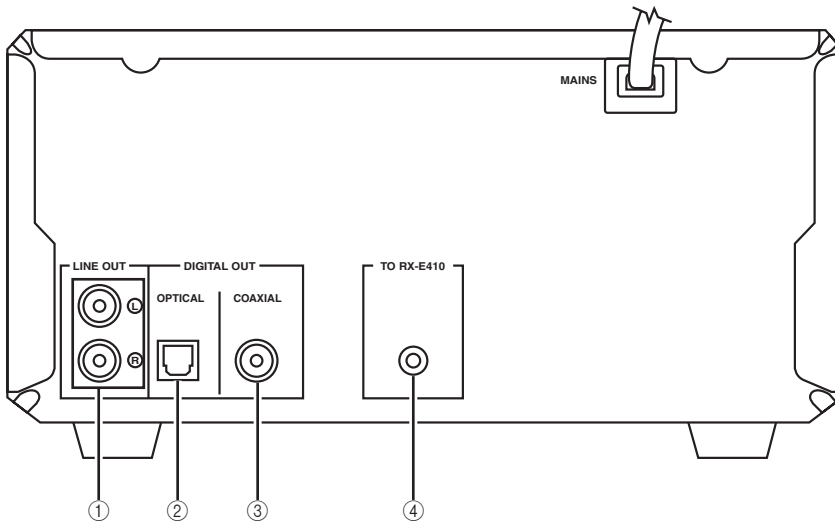 MAINS
LINE OUT
DIGITAL OUT
TO RX-E410
OPTICAL
COAXIAL
L
R
① ② ③ ④